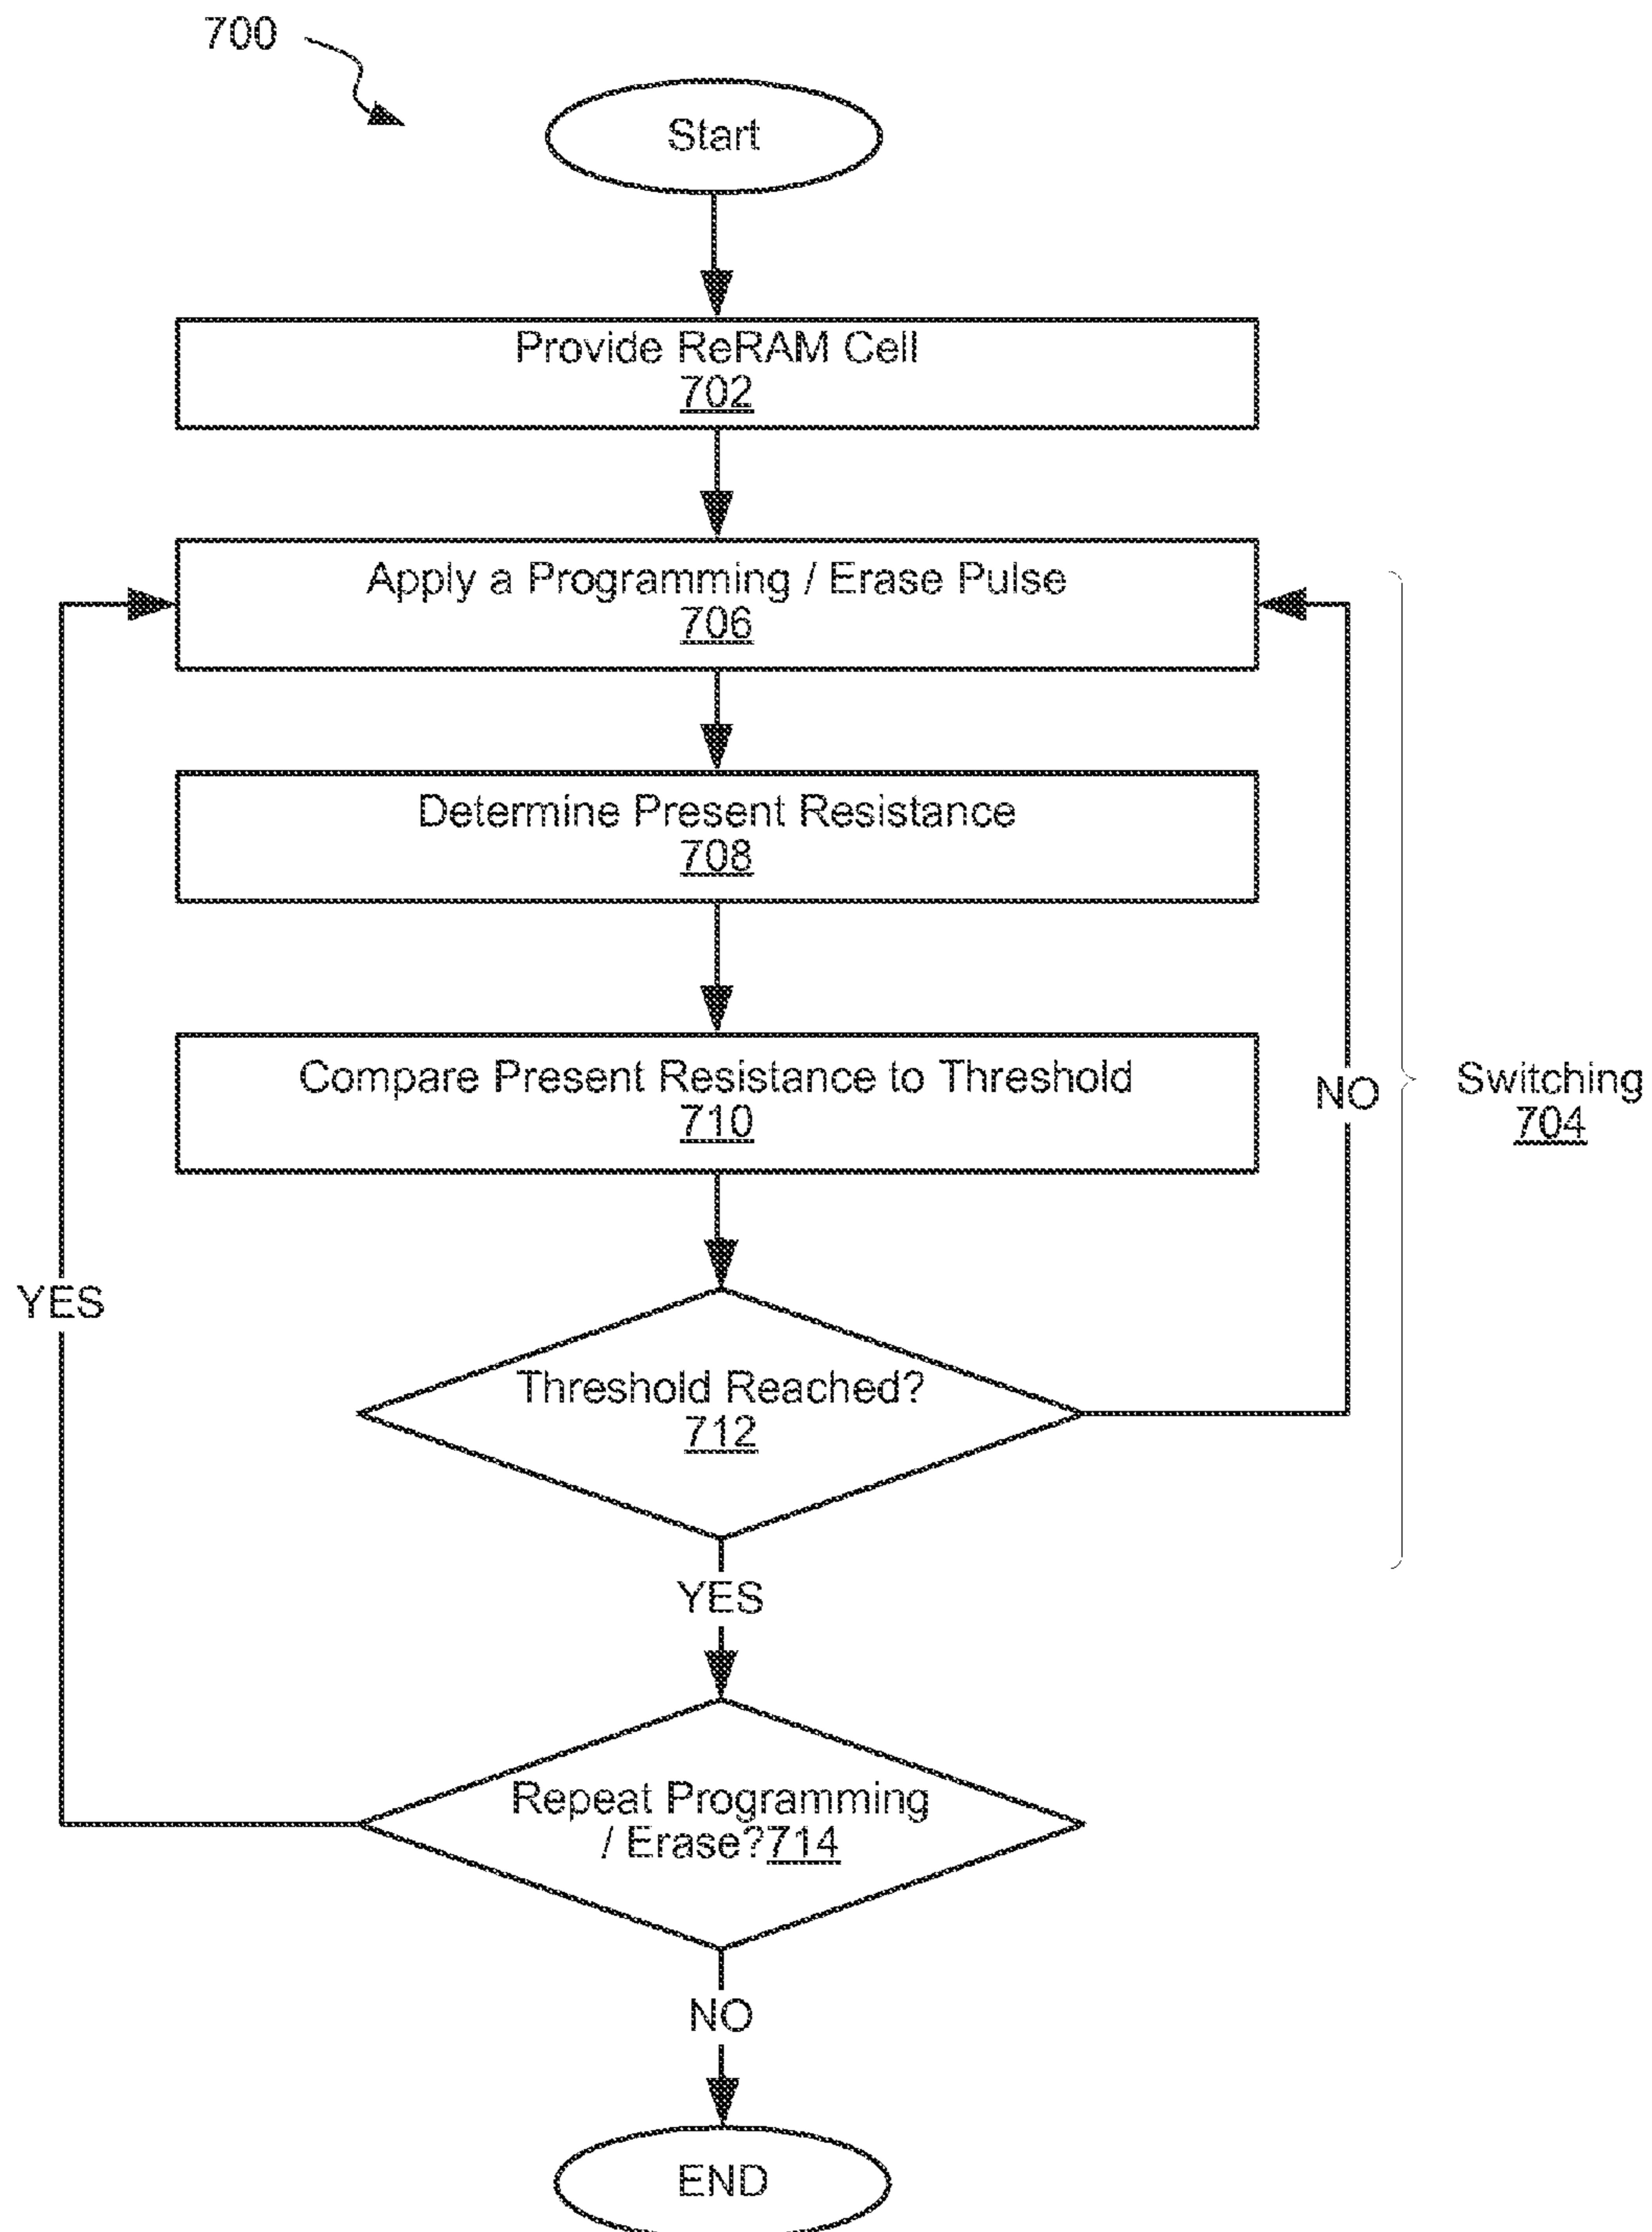 700
Start
Provide ReRAM Cell
702
Apply a Programming / Erase Pulse
706
Determine Present Resistance
708
Compare Present Resistance to Threshold
710
NO
Switching
704
YES
Threshold Reached?
712
YES
Repeat Programming
/ Erase?714
NO
END